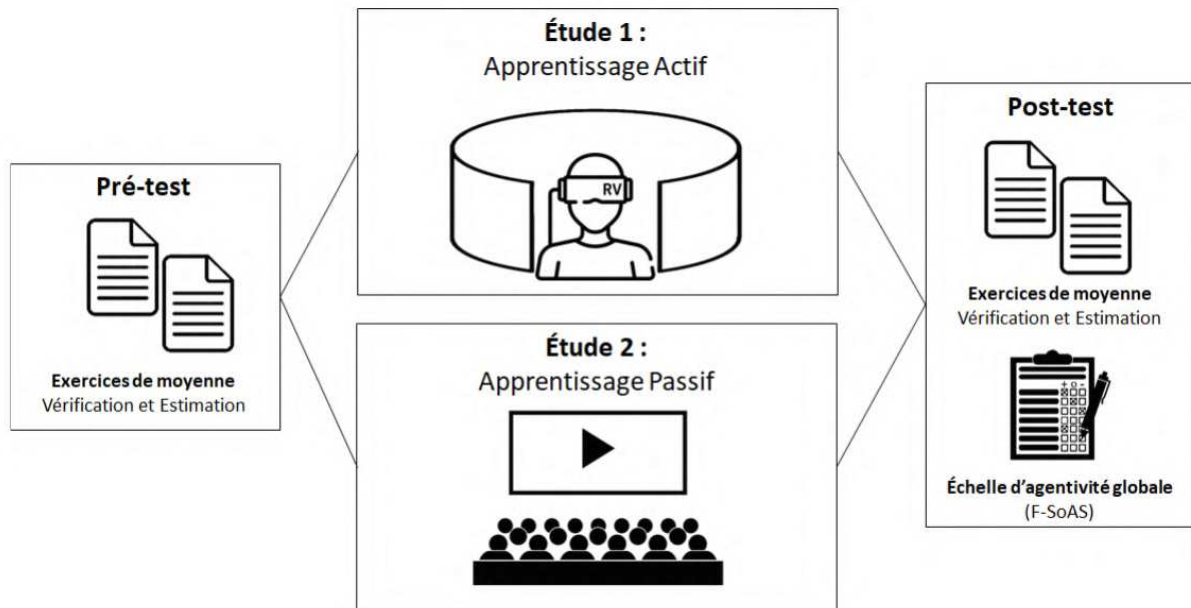 Pré-test
Exercices de moyenne
Vérification et Estimation
Étude 1 :
Apprentissage Actif
RV
Étude 2 :
Apprentissage Passif
Post-test
Exercices de moyenne
Vérification et Estimation
+ o -
Échelle d'agentivité globale
(F-SoAS)